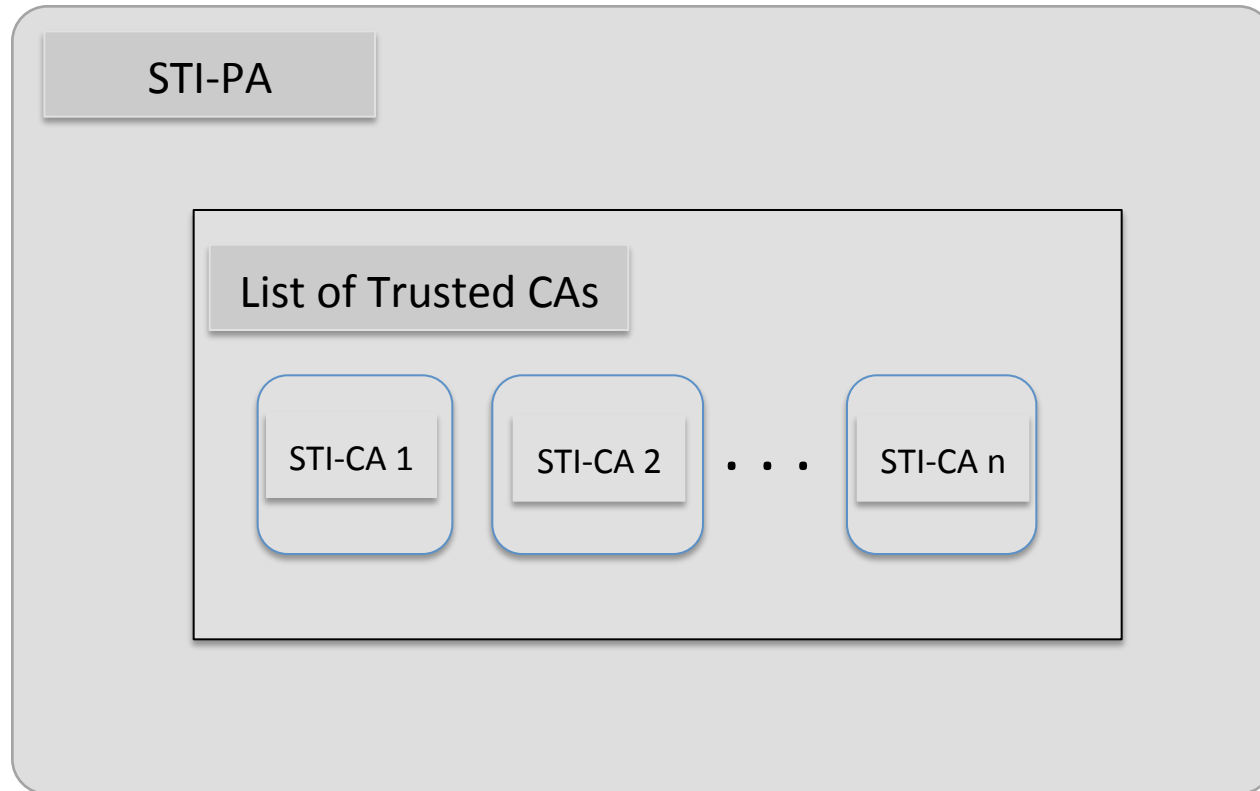 STI-PA
List of Trusted CAs
STI-CA 1
STI-CA 2
. . .
STI-CA n